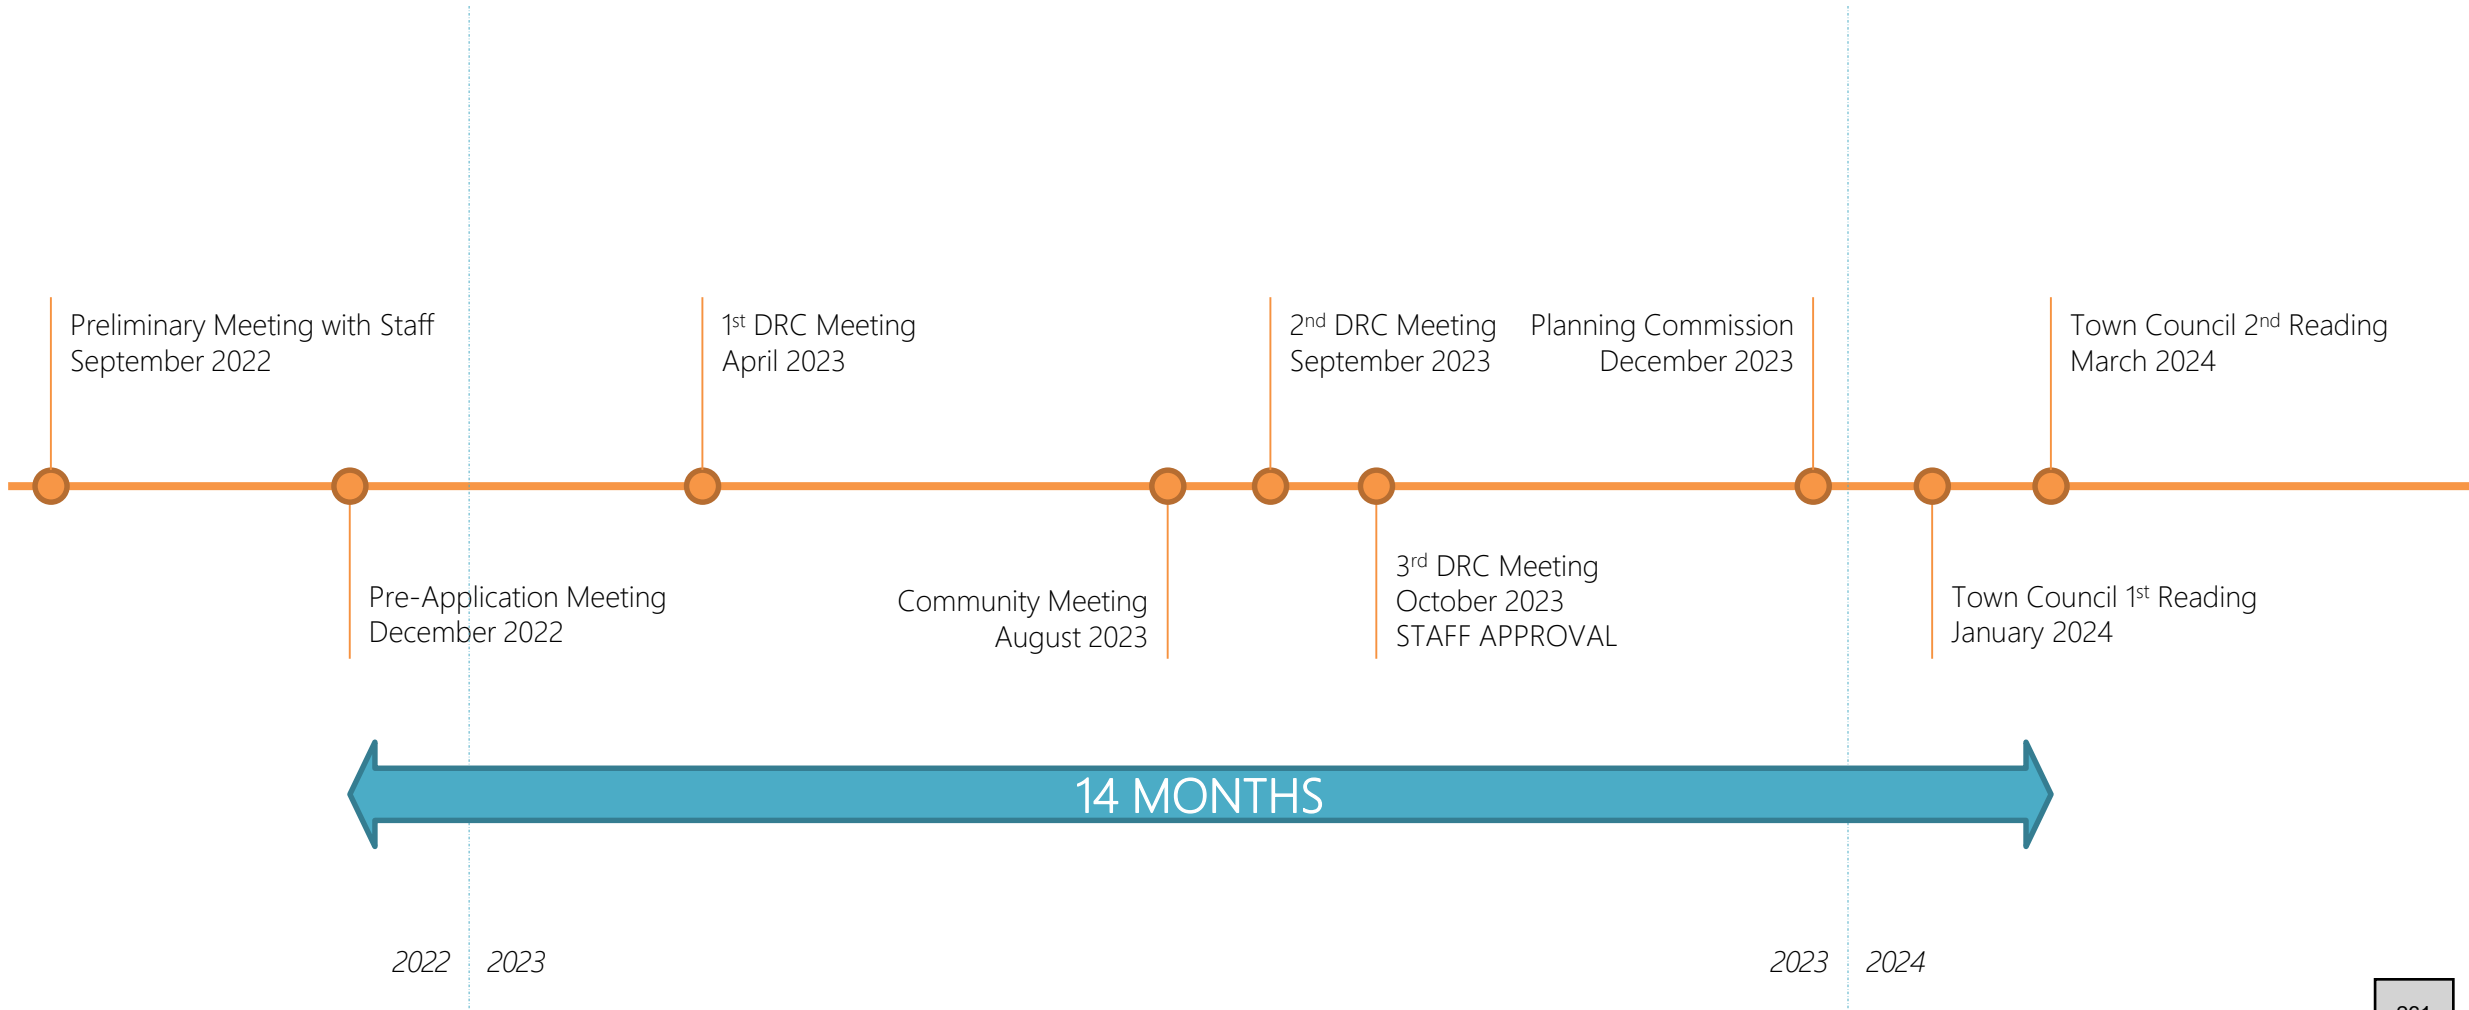 Preliminary Meeting with Staff
September 2022
1st DRC Meeting
April 2023
2nd DRC Meeting
September 2023
Planning Commission
December 2023
Town Council 2nd Reading
March 2024
Pre-Application Meeting
December 2022
Community Meeting
August 2023
3rd DRC Meeting
October 2023
STAFF APPROVAL
Town Council 1st Reading
January 2024
14 MONTHS
2022
2023
2023
2024